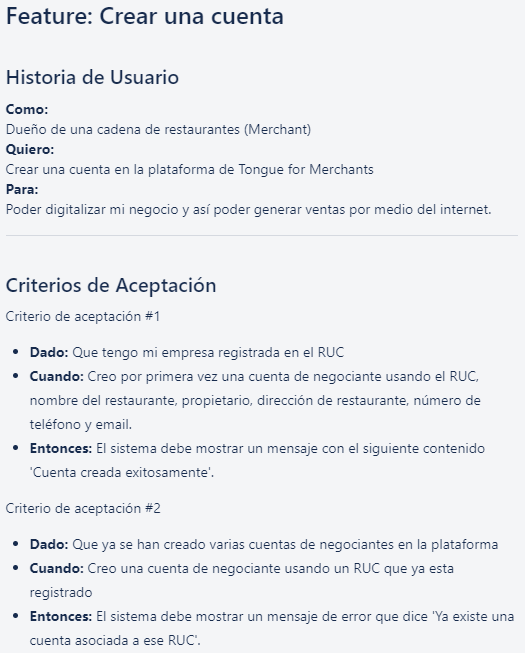 Feature: Crear una cuenta
Historia de Usuario
Como:
Dueño de una cadena de restaurantes (Merchant)
Quiero:
Crear una cuenta en la plataforma de Tongue for Merchants
Para:
Poder digitalizar mi negocio y así poder generar ventas por medio del internet.
Criterios de Aceptación
Criterio de aceptación #1
• Dado: Que tengo mi empresa registrada en el RUC
• Cuando: Creo por primera vez una cuenta de negociante usando el RUC,
nombre del restaurante, propietario, dirección de restaurante, número de
teléfono y email.
• Entonces: El sistema debe mostrar un mensaje con el siguiente contenido
'Cuenta creada exitosamente'.
Criterio de aceptación #2
• Dado: Que ya se han creado varias cuentas de negociantes en la plataforma
• Cuando: Creo una cuenta de negociante usando un RUC que ya esta
registrado
• Entonces: El sistema debe mostrar un mensaje de error que dice 'Ya existe una
cuenta asociada a ese RUC'.